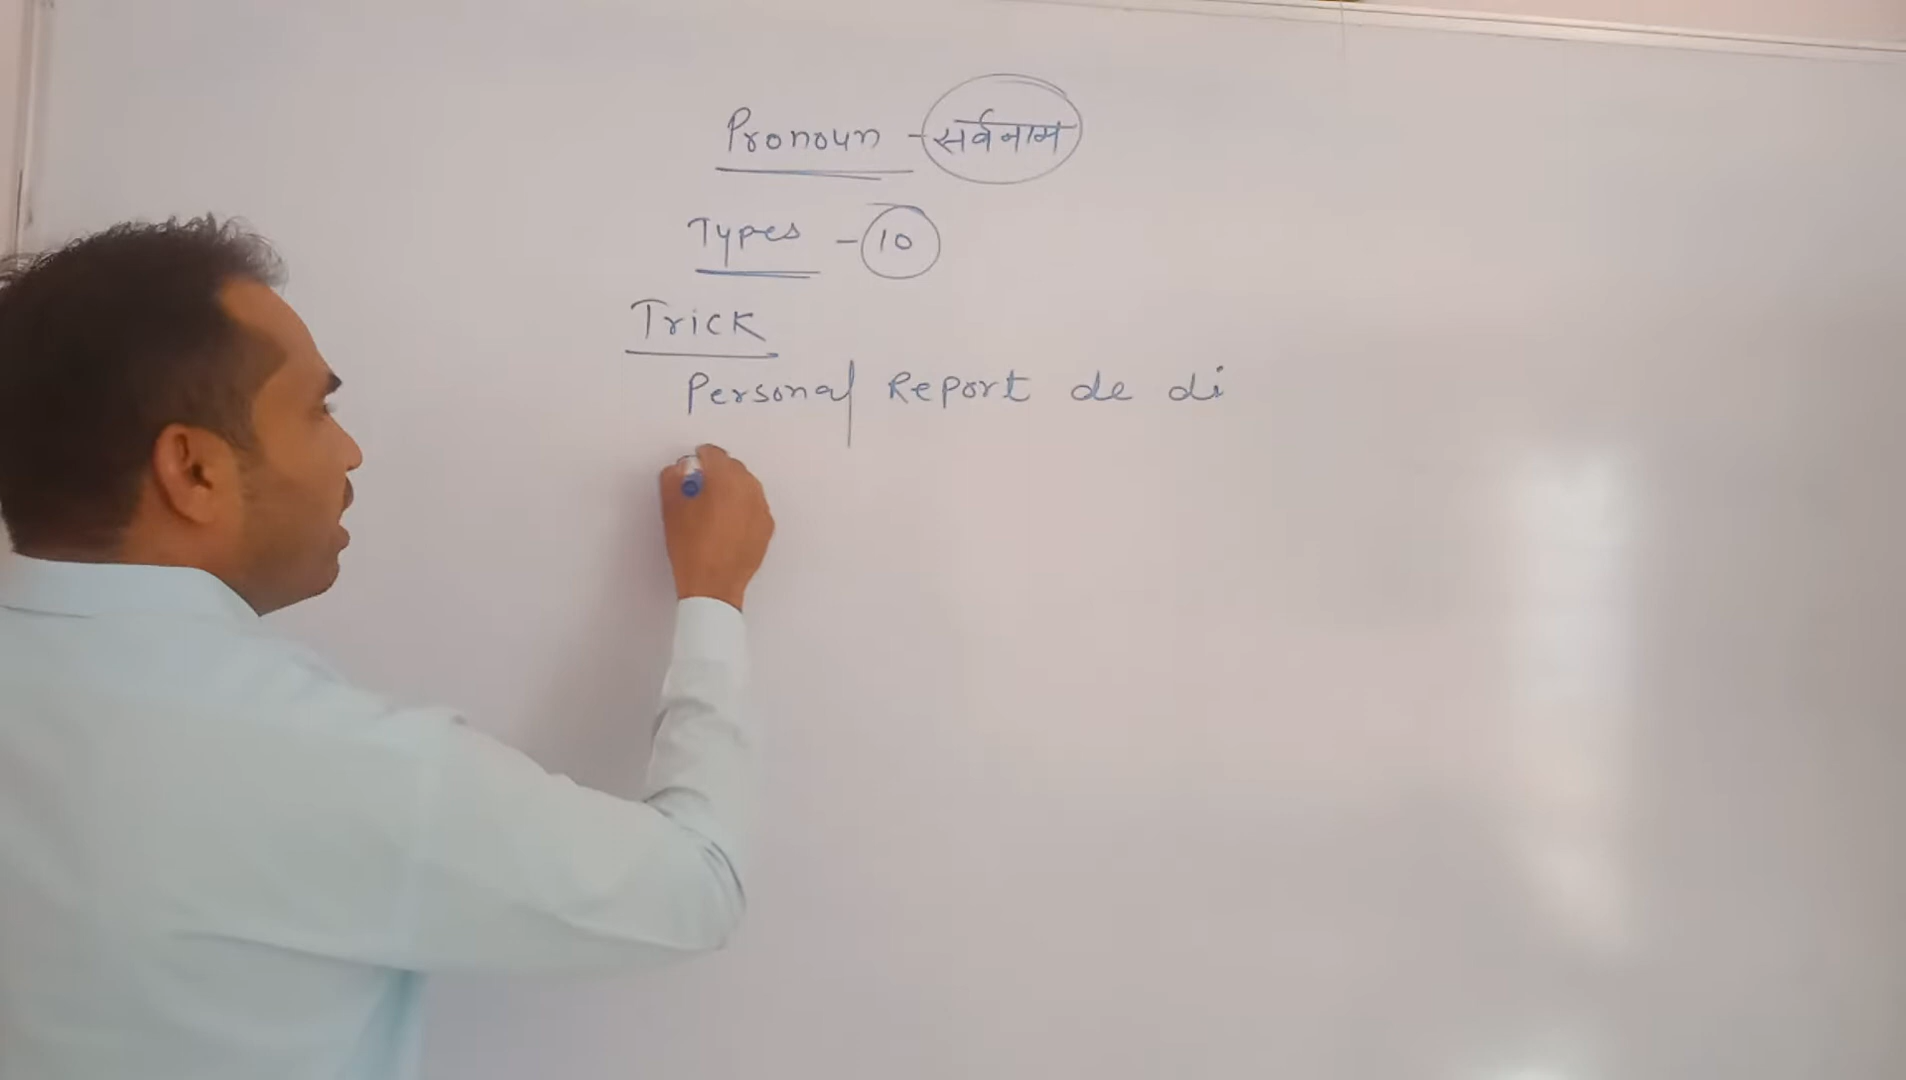 Pronoun - सर्वनाम
Types - 10
Trick
Personal Report de di